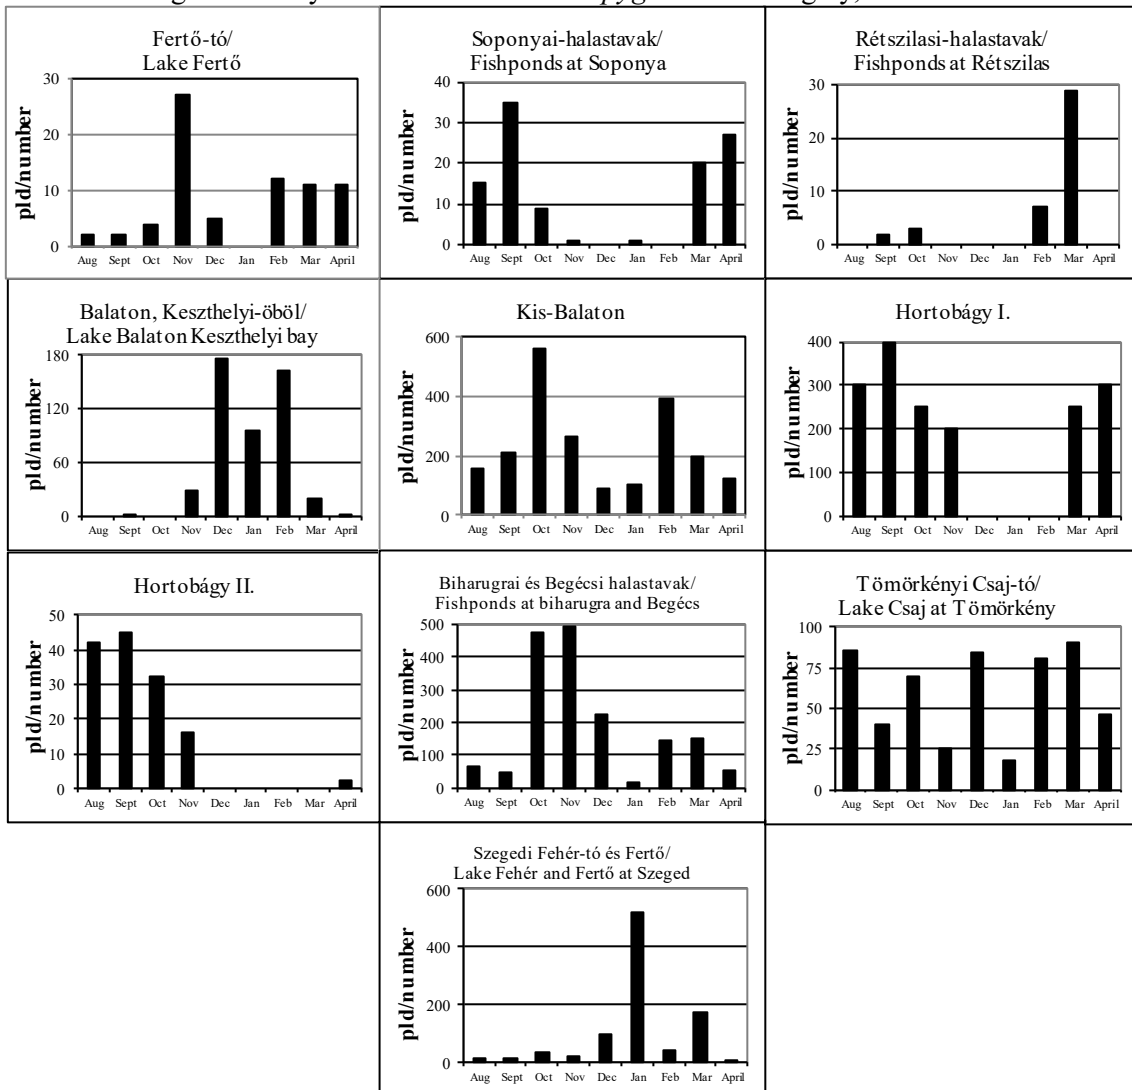 Fertő-tó/
Lake Fertő
pld/number
30
20
10
0
Aug Sept Oct Nov Dec Jan Feb Mar April
Soponyai-halastavak/
Fishponds at Soponya
pld/number
40
30
20
10
0
Aug Sept Oct Nov Dec Jan Feb Mar April
Rétszilasi-halastavak/
Fishponds at Rétszilas
pld/number
30
20
10
0
Aug Sept Oct Nov Dec Jan Feb Mar April
Balaton, Keszthelyi-öböl/
Lake Balaton Keszthelyi bay
pld/number
180
120
60
0
Aug Sept Oct Nov Dec Jan Feb Mar April
Kis-Balaton
pld/number
600
400
200
0
Aug Sept Oct Nov Dec Jan Feb Mar April
Hortobágy I.
pld/number
400
300
200
100
0
Aug Sept Oct Nov Dec Jan Feb Mar April
Hortobágy II.
pld/number
50
40
30
20
10
0
Aug Sept Oct Nov Dec Jan Feb Mar April
Biharugrai és Begécsi halastavak/
Fishponds at biharugra and Begécs
pld/number
500
400
300
200
100
0
Aug Sept Oct Nov Dec Jan Feb Mar April
Tömörkényi Csaj-tó/
Lake Csaj at Tömörkény
pld/number
100
75
50
25
0
Aug Sept Oct Nov Dec Jan Feb Mar April
Szegedi Fehér-tó és Fertő/
Lake Fehér and Fertő at Szeged
pld/number
600
400
200
0
Aug Sept Oct Nov Dec Jan Feb Mar April